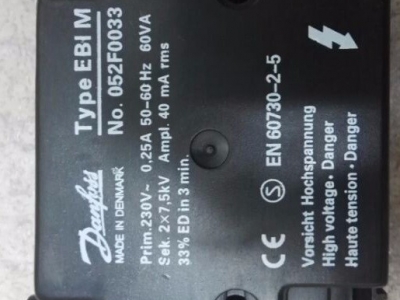 Danfoss
MADE IN DENMARK
Type EBI M
No. 052F0033
Prim. 230V~ 0,25A 50-60 Hz 60VA
Sek. 2×7,5kV Ampl. 40 mA rms
33% ED in 3 min.
CE S EN 60730-2-5
Vorsicht Hochspannung
High voltage • Danger
Haute tension • Danger